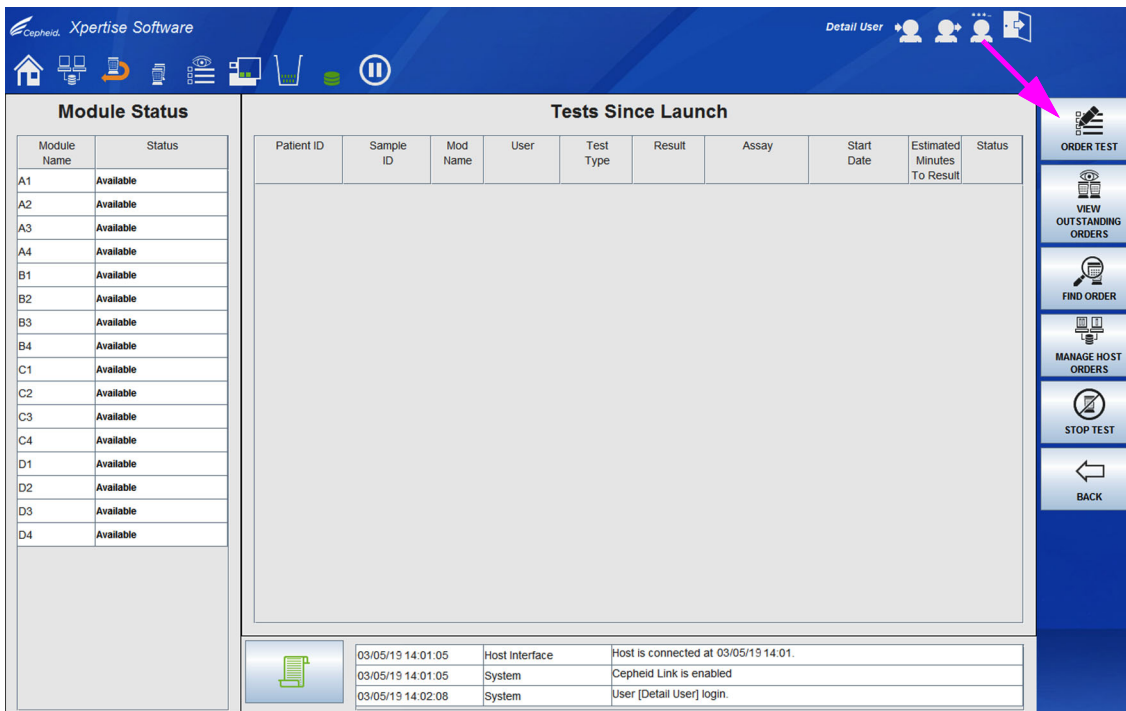 Cepheid. Xpertise Software
Detail User
Module Status
Module Name
Status
A1 Available
A2 Available
A3 Available
A4 Available
B1 Available
B2 Available
B3 Available
B4 Available
C1 Available
C2 Available
C3 Available
C4 Available
D1 Available
D2 Available
D3 Available
D4 Available
Tests Since Launch
Patient ID
Sample ID
Mod Name
User
Test Type
Result
Assay
Start Date
Estimated Minutes To Result
Status
03/05/19 14:01:05 Host Interface Host is connected at 03/05/19 14:01.
03/05/19 14:01:05 System Cepheid Link is enabled
03/05/19 14:02:08 System User [Detail User] login.
ORDER TEST
VIEW
OUTSTANDING
ORDERS
FIND ORDER
MANAGE HOST
ORDERS
STOP TEST
BACK